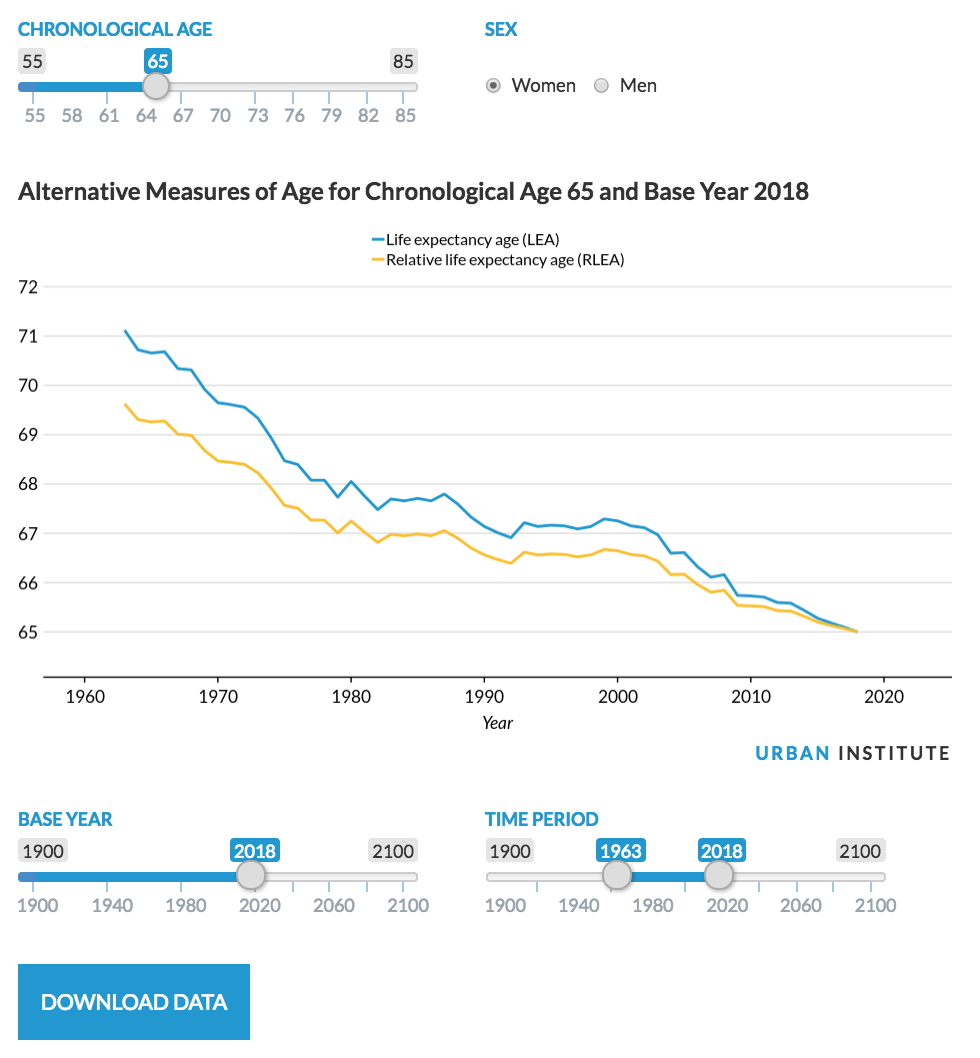 CHRONOLOGICAL AGE
SEX
55 65 85
Women Men
55 58 61 64 67 70 73 76 79 82 85
Alternative Measures of Age for Chronological Age 65 and Base Year 2018
Life expectancy age (LEA)
Relative life expectancy age (RLEA)
72
71
70
69
68
67
66
65
1960 1970 1980 1990 2000 2010 2020
Year
URBAN INSTITUTE
BASE YEAR
1900 2018 2100
1900 1940 1980 2020 2060 2100
TIME PERIOD
1900 1963 2018 2100
1900 1940 1980 2020 2060 2100
DOWNLOAD DATA